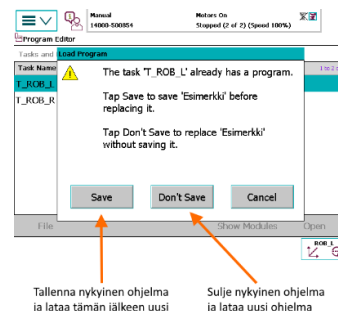 Manual
14000-500854
Motors On
Stopped (2 of 2) (Speed 100%)
Program Editor
Tasks and
Load Program
Task Name
T_ROB_L
T_ROB_R
The task 'T_ROB_L' already has a program.
Tap Save to save 'Esimerkki' before
replacing it.
Tap Don't Save to replace 'Esimerkki'
without saving it.
Save
Don't Save
Cancel
File
Show Modules
Open
ROB_L
Tallenna nykyinen ohjelma
ja lataa tämän jälkeen uusi
Sulje nykyinen ohjelma
ja lataa uusi ohjelma